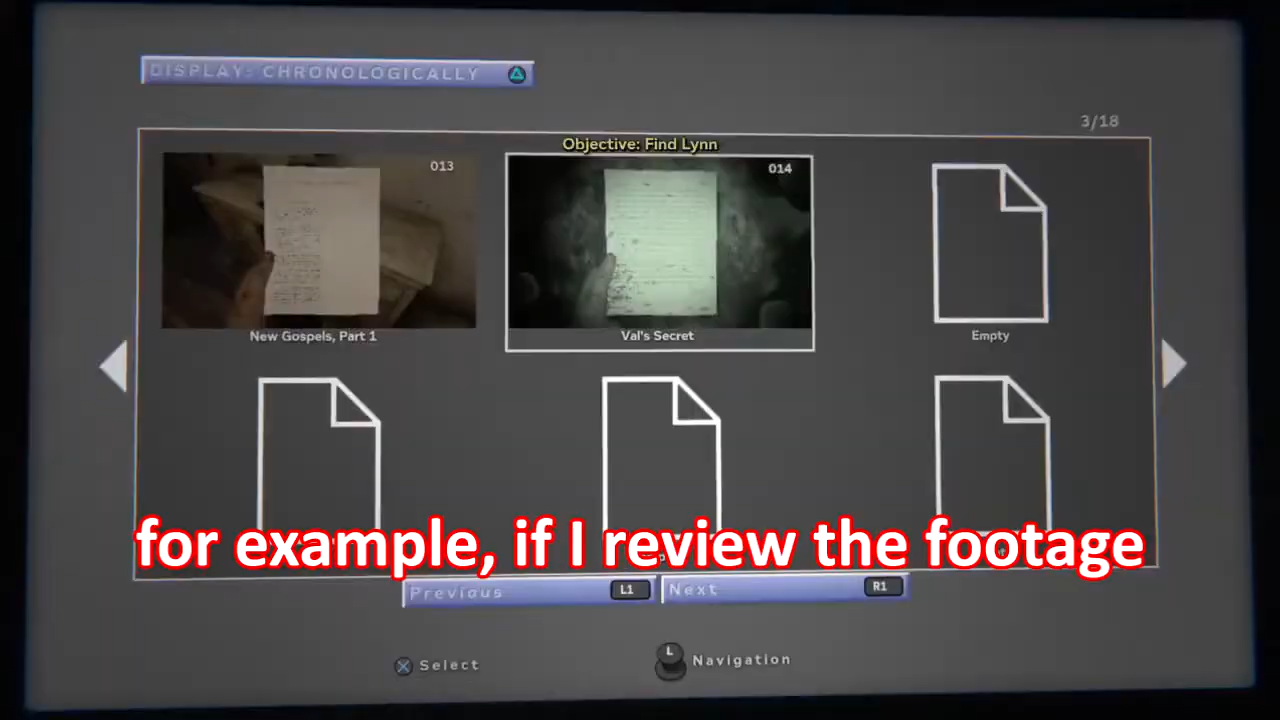 DISPLAY: CHRONOLOGICALLY
3/18
Objective: Find Lynn
013
014
New Gospels, Part 1
Val's Secret
Empty
for example, if I review the footage
Previous L1
Next R1
Select
L Navigation